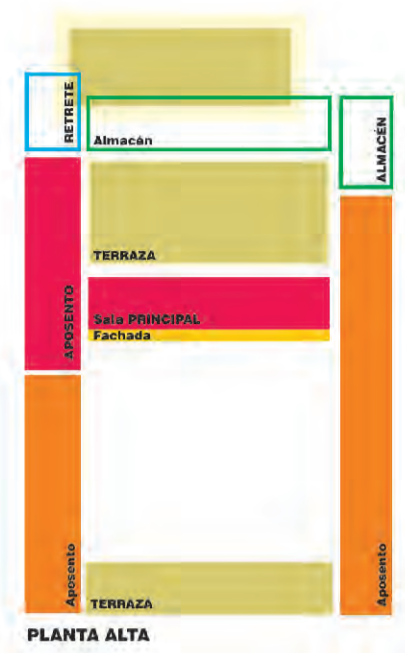 RETRETE
Almacén
ALMACÉN
TERRAZA
APOSENTO
Sala PRINCIPAL
Fachada
Aposento
TERRAZA
Aposento
PLANTA ALTA